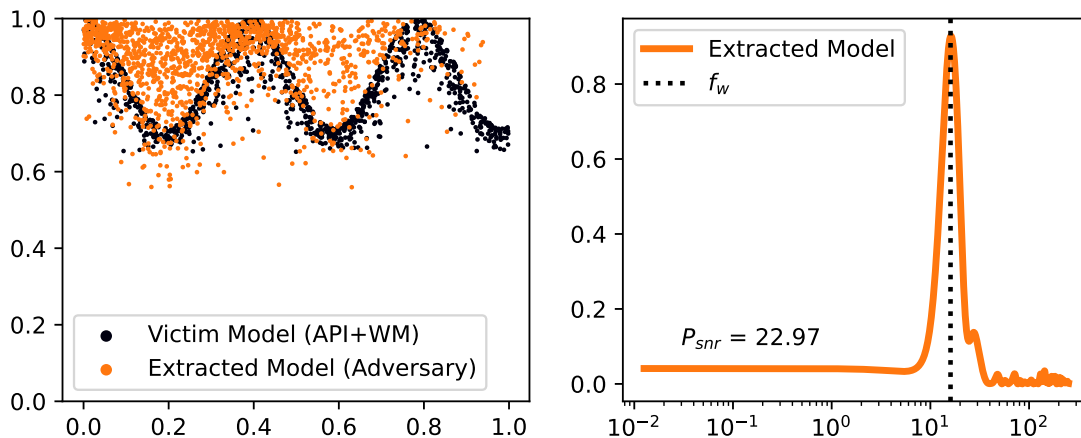 1.0
0.8
0.6
0.4
0.2
0.0
Victim Model (API+WM)
Extracted Model (Adversary)
0.0 0.2 0.4 0.6 0.8 1.0
Extracted Model
f_w
0.8
0.6
0.4
0.2
0.0
P_snr = 22.97
10^-2 10^-1 10^0 10^1 10^2